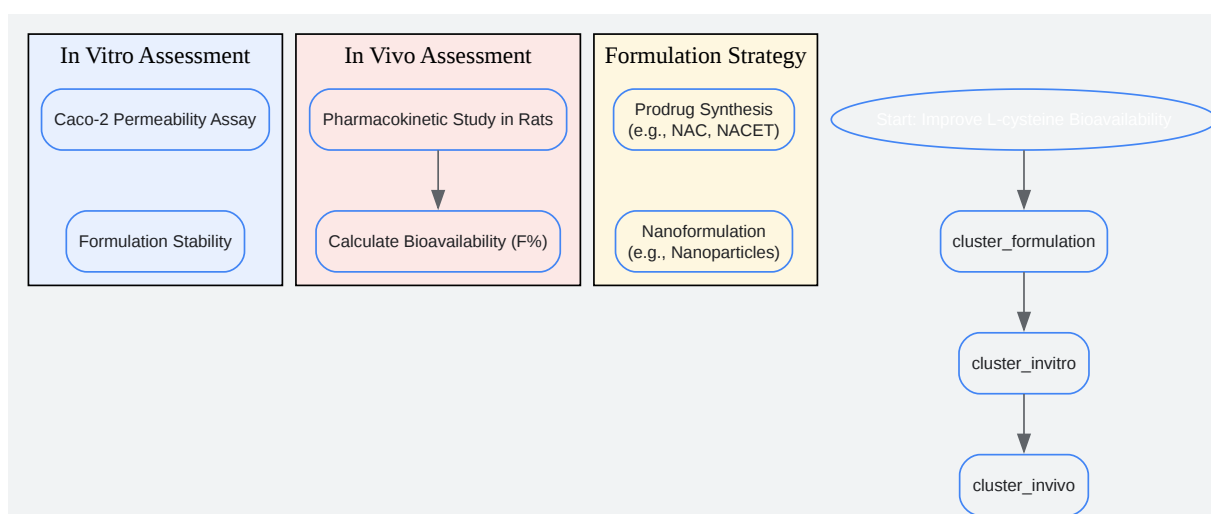 In Vitro Assessment
Caco-2 Permeability Assay
Formulation Stability
In Vivo Assessment
Pharmacokinetic Study in Rats
Calculate Bioavailability (F%)
Formulation Strategy
Prodrug Synthesis
(e.g., NAC, NACET)
Nanoformulation
(e.g., Nanoparticles)
Start: Improve L-cysteine Bioavailability
cluster_formulation
cluster_invitro
cluster_invivo